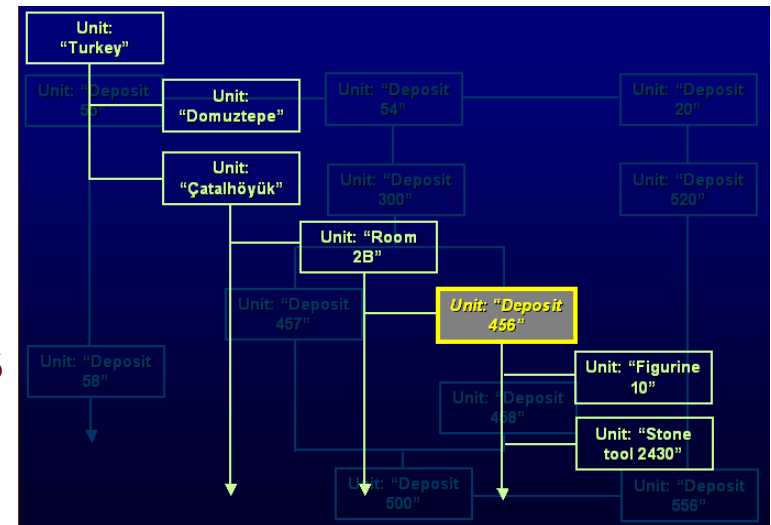 Unit:
“Turkey”
Unit: “Deposit
Unit:
“Domuztepe”
Unit: “Deposit
54”
Unit: “Deposit
20”
Unit:
“Çatalhöyük”
Unit: “Deposit
300”
Unit: “Deposit
520”
Unit: “Room
2B”
Unit: “Deposit
457”
Unit: “Deposit
456”
Unit: “Deposit
58”
Unit: “Figurine
10”
Unit: “Deposit
458”
Unit: “Stone
tool 2430”
Unit: “Deposit
500”
Unit: “Deposit
556”